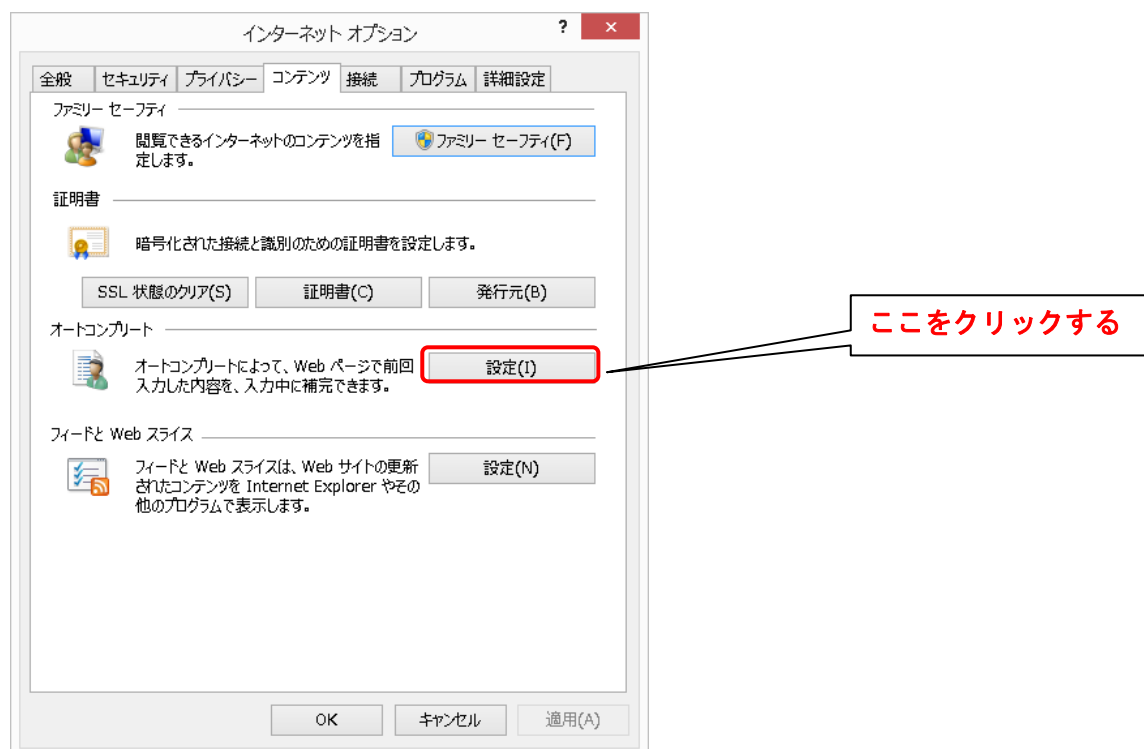 インターネット オプション
? ×
全般 セキュリティ プライバシー コンテンツ 接続 プログラム 詳細設定
ファミリー セーフティ
閲覧できるインターネットのコンテンツを指
定します。
ファミリー セーフティ(F)
証明書
暗号化された接続と識別のための証明書を設定します。
SSL 状態のクリア(S) 証明書(C) 発行元(B)
オートコンプリート
オートコンプリートによって、Web ページで前回
入力した内容を、入力中に補完できます。
設定(I)
ここをクリックする
フィードと Web スライス
フィードと Web スライスは、Web サイトの更新
されたコンテンツを Internet Explorer やその
他のプログラムで表示します。
設定(N)
OK キャンセル 適用(A)